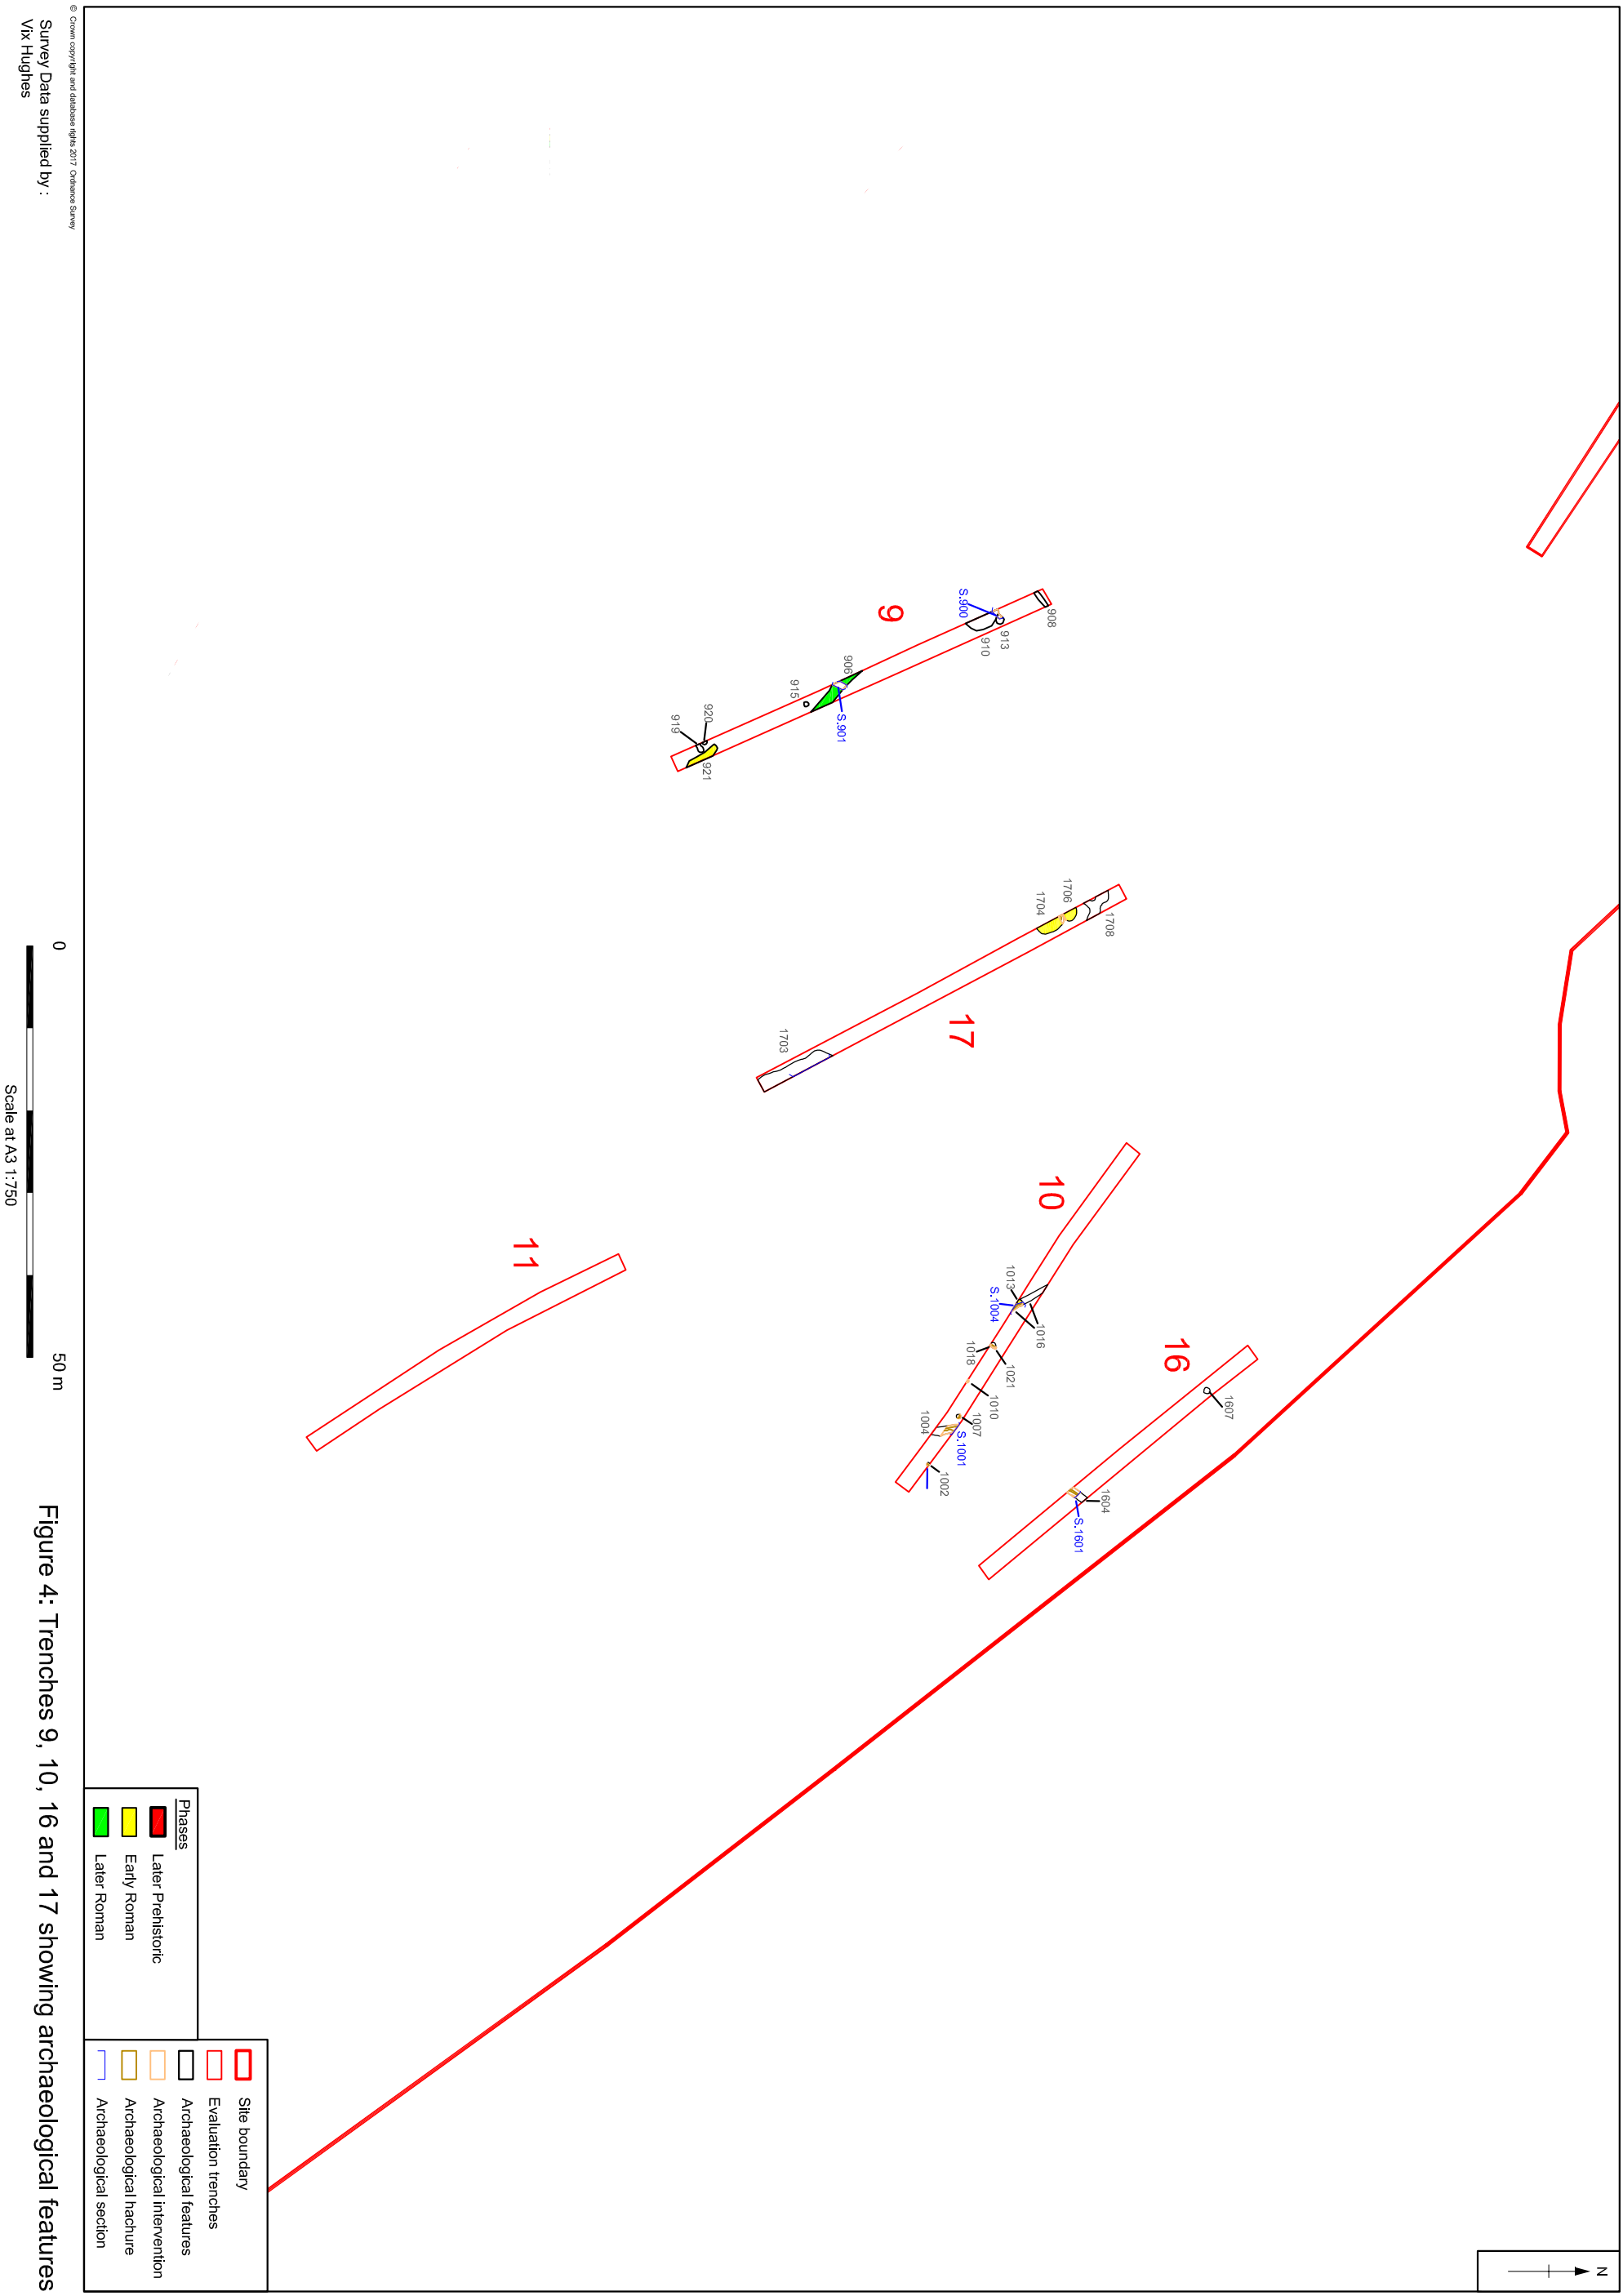 N
908
913
910
S.900
9
906
S.901
915
920
919
921
1706
1704
1708
17
1703
10
1013
S.1004
1016
1018
1021
1010
1007
1004
S.1001
1002
16
1607
1604
S.1601
11
Phases
Later Prehistoric
Early Roman
Later Roman
Site boundary
Evaluation trenches
Archaeological features
Archaeological intervention
Archaeological hachure
Archaeological section
© Crown copyright and database rights 2017 Ordnance Survey
Survey Data supplied by :
Vix Hughes
0
50 m
Scale at A3 1:750
Figure 4: Trenches 9, 10, 16 and 17 showing archaeological features